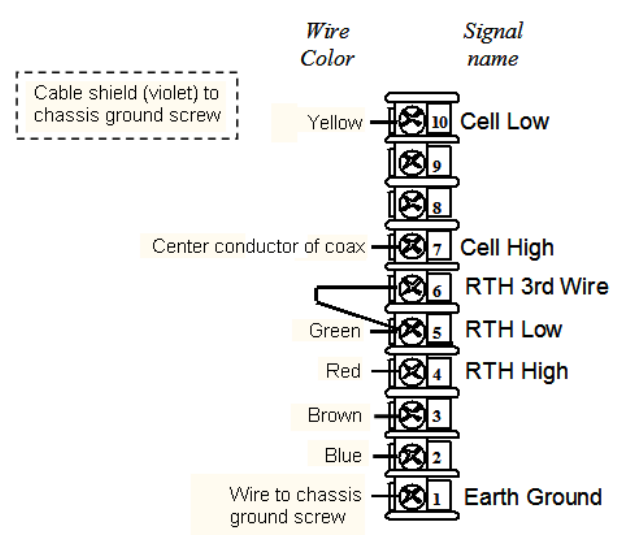 Wire
Color
Signal
name
Cable shield (violet) to
chassis ground screw
Yellow 10 Cell Low
9
8
Center conductor of coax 7 Cell High
6 RTH 3rd Wire
Green 5 RTH Low
Red 4 RTH High
Brown 3
Blue 2
Wire to chassis
ground screw
1 Earth Ground